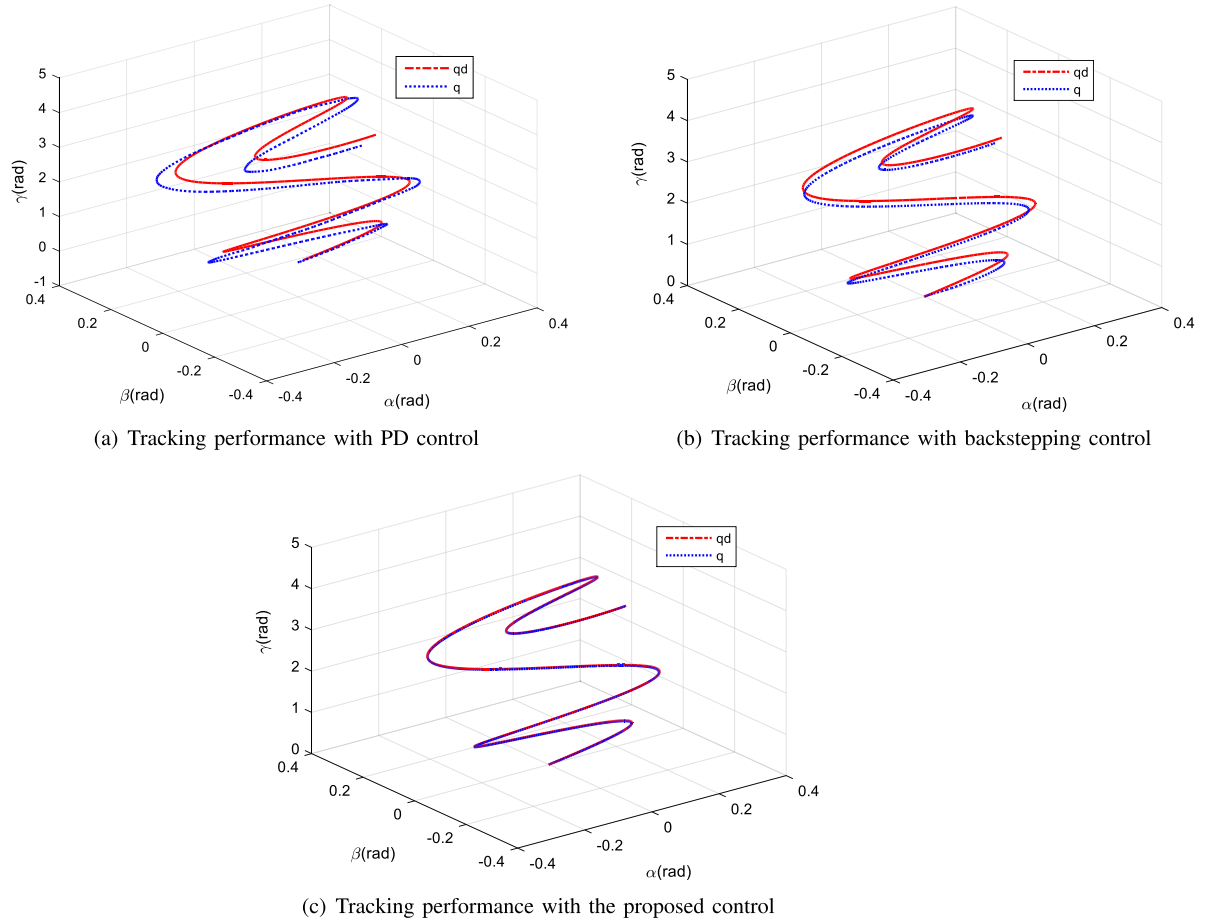 qd
q
5
4
3
2
1
0
-1
γ(rad)
0.4
0.2
0
-0.2
-0.4
β(rad)
-0.4
-0.2
0
0.2
0.4
α(rad)
(a) Tracking performance with PD control
qd
q
5
4
3
2
1
0
γ(rad)
0.4
0.2
0
-0.2
-0.4
β(rad)
-0.4
-0.2
0
0.2
0.4
α(rad)
(b) Tracking performance with backstepping control
qd
q
5
4
3
2
1
0
γ(rad)
0.4
0.2
0
-0.2
-0.4
β(rad)
-0.4
-0.2
0
0.2
0.4
α(rad)
(c) Tracking performance with the proposed control